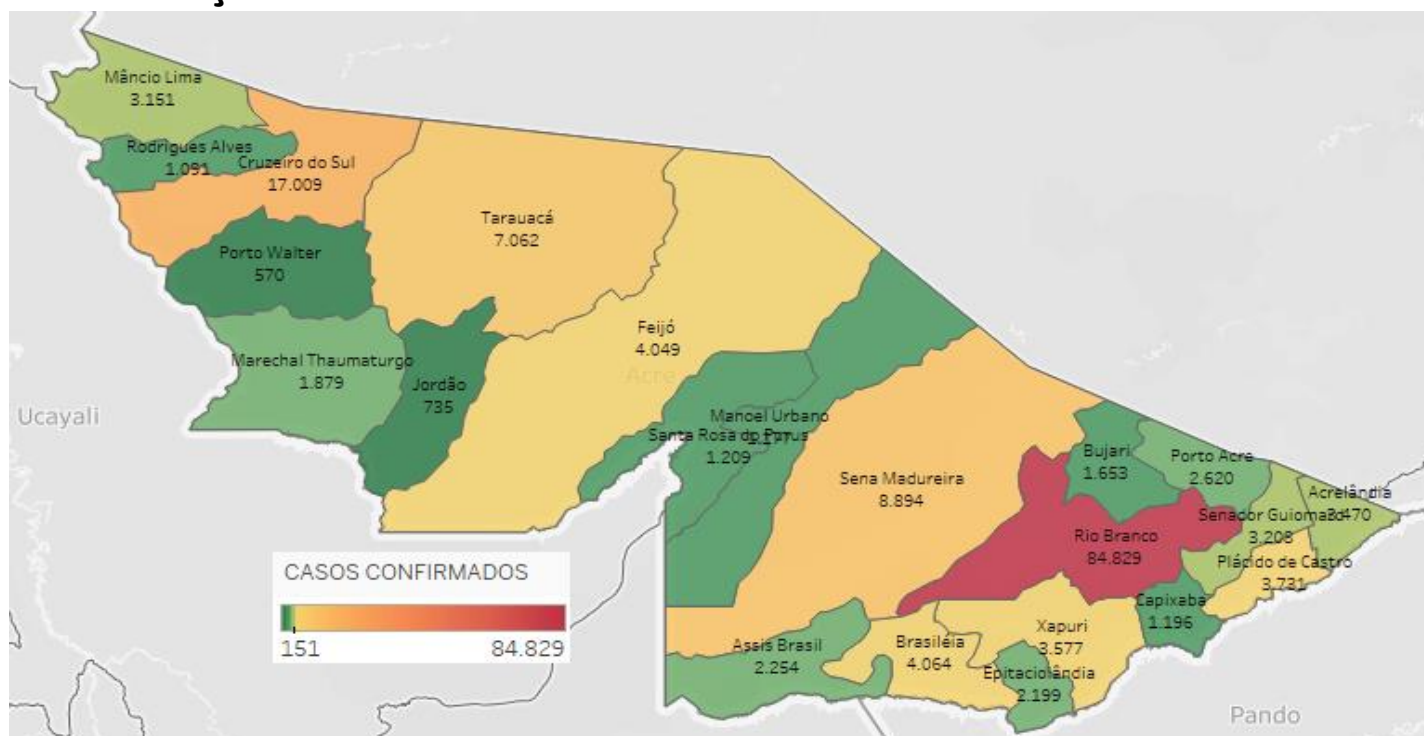 Mâncio Lima
3.151
Rodrigues Alves
1.091
Cruzeiro do Sul
17.009
Tarauacá
7.062
Porto Walter
570
Feijó
4.049
Acre
Marechal Thaumaturgo
1.879
Jordão
735
Ucayali
Manoel Urbano
Santa Rosa do Purus
1.209
Sena Madureira
8.894
Bujari
1.653
Porto Acre
2.620
Acrelândia
3.470
Senador Guiomard
3.208
Rio Branco
84.829
Plácido de Castro
3.731
Capixaba
1.196
Xapuri
3.577
Brasiléia
4.064
Assis Brasil
2.254
Epitaciolândia
2.199
Pando
CASOS CONFIRMADOS
151
84.829